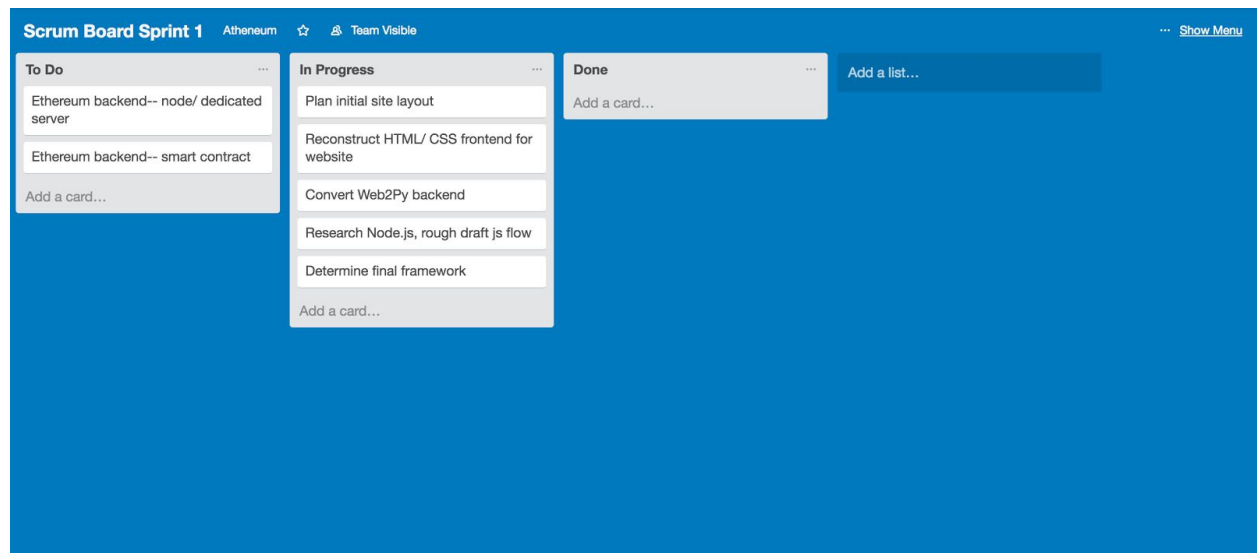 Scrum Board Sprint 1 Atheneum Team Visible ... Show Menu
To Do ...
Ethereum backend-- node/ dedicated
server
Ethereum backend-- smart contract
Add a card...
In Progress ...
Plan initial site layout
Reconstruct HTML/ CSS frontend for
website
Convert Web2Py backend
Research Node.js, rough draft js flow
Determine final framework
Add a card...
Done ...
Add a card...
Add a list...